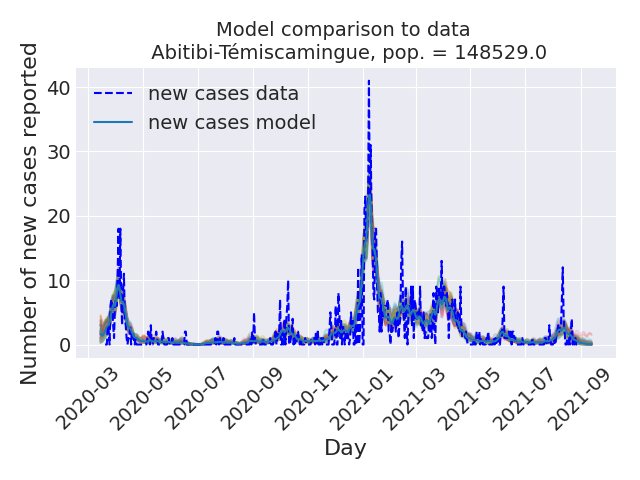 Model comparison to data
Abitibi-Témiscamingue, pop. = 148529.0
Number of new cases reported
40
30
20
10
0
new cases data
new cases model
2020-03
2020-05
2020-07
2020-09
2020-11
2021-01
2021-03
2021-05
2021-07
2021-09
Day